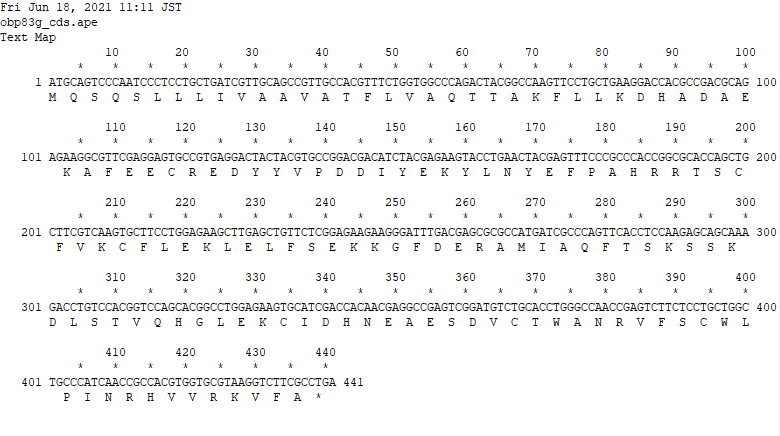 Fri Jun 18, 2021 11:11 JST
obp83g_cds.ape
Text Map
10 20 30 40 50 60 70 80 90 100
* * * * * * * * * * * * * * * * * * * *
1 ATGCAGTCCCAATCCCTCCTGCTGATCGTTGCAGCCGTTGCCACGTTTCTGGTGGCCCAGACTACGGCCAAGTTCCTGCTGAAGGACCACGCCGACGCAG 100
M Q S Q S L L L I V A A V A T F L V A Q T T A K F L L K D H A D A E
110 120 130 140 150 160 170 180 190 200
* * * * * * * * * * * * * * * * * * * *
101 AGAAGGCGTTCGAGGAGTGCCGTGAGGACTACTACGTGCCGGACGACATCTACGAGAAGTACCTGAACTACGAGTTTCCCGCCCACCGGCGCACCAGCTG 200
K A F E E C R E D Y Y V P D D I Y E K Y L N Y E F P A H R R T S C
210 220 230 240 250 260 270 280 290 300
* * * * * * * * * * * * * * * * * * * *
201 CTTCGTCAAGTGCTTCCTGGAGAAGCTTGAGCTGTTCTCGGAGAAGAAGGGATTTGACGAGCGCGCCATGATCGCCCAGTTCACCTCCAAGAGCAGCAAA 300
F V K C F L E K L E L F S E K K G F D E R A M I A Q F T S K S S K
310 320 330 340 350 360 370 380 390 400
* * * * * * * * * * * * * * * * * * * *
301 GACCTGTCCACGGTCCAGCACGGCCTGGAGAAGTGCATCGACCACAACGAGGCCGAGTCGGATGTCTGCACCTGGGCCAACCGAGTCTTCTCCTGCTGGC 400
D L S T V Q H G L E K C I D H N E A E S D V C T W A N R V F S C W L
410 420 430 440
* * * * * * * *
401 TGCCCATCAACCGCCACGTGGTGCGTAAGGTCTTCGCCTGA 441
P I N R H V V R K V F A *